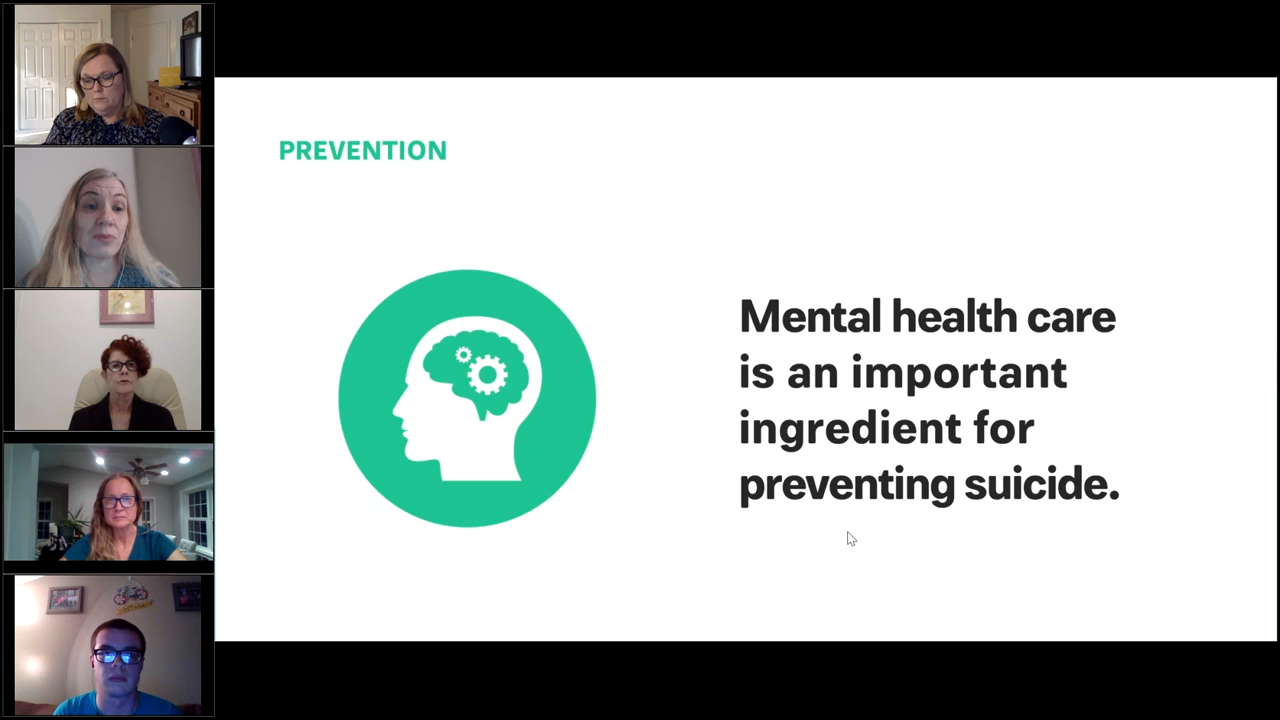 PREVENTION
Mental health care
is an important
ingredient for
preventing suicide.